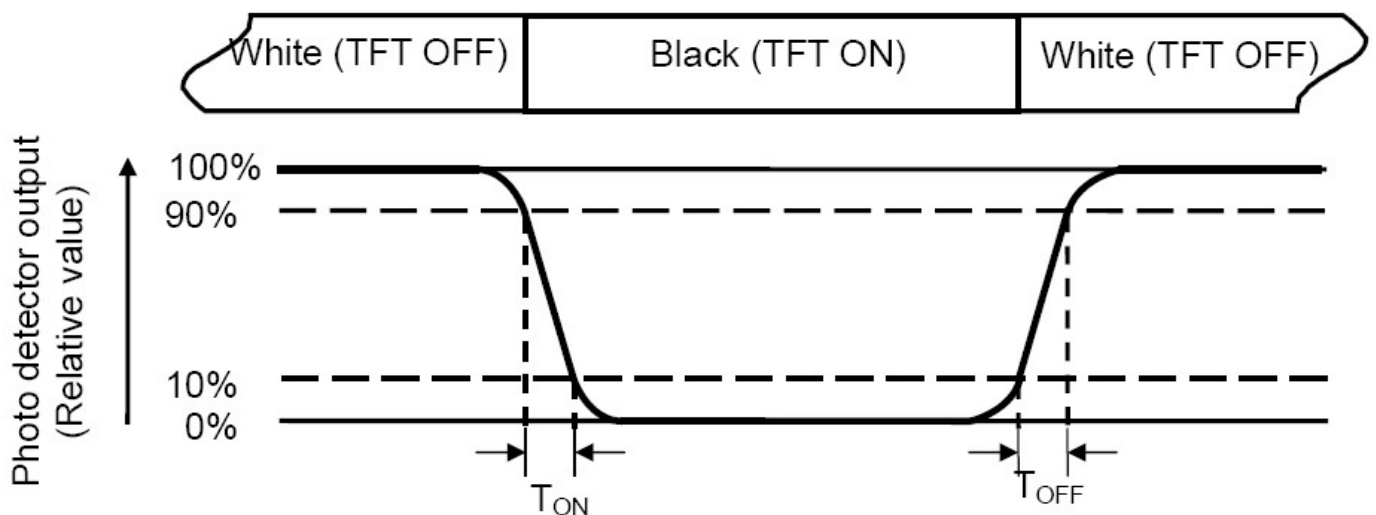 White (TFT OFF)
Black (TFT ON)
White (TFT OFF)
Photo detector output
(Relative value)
100%
90%
10%
0%
TON
TOFF